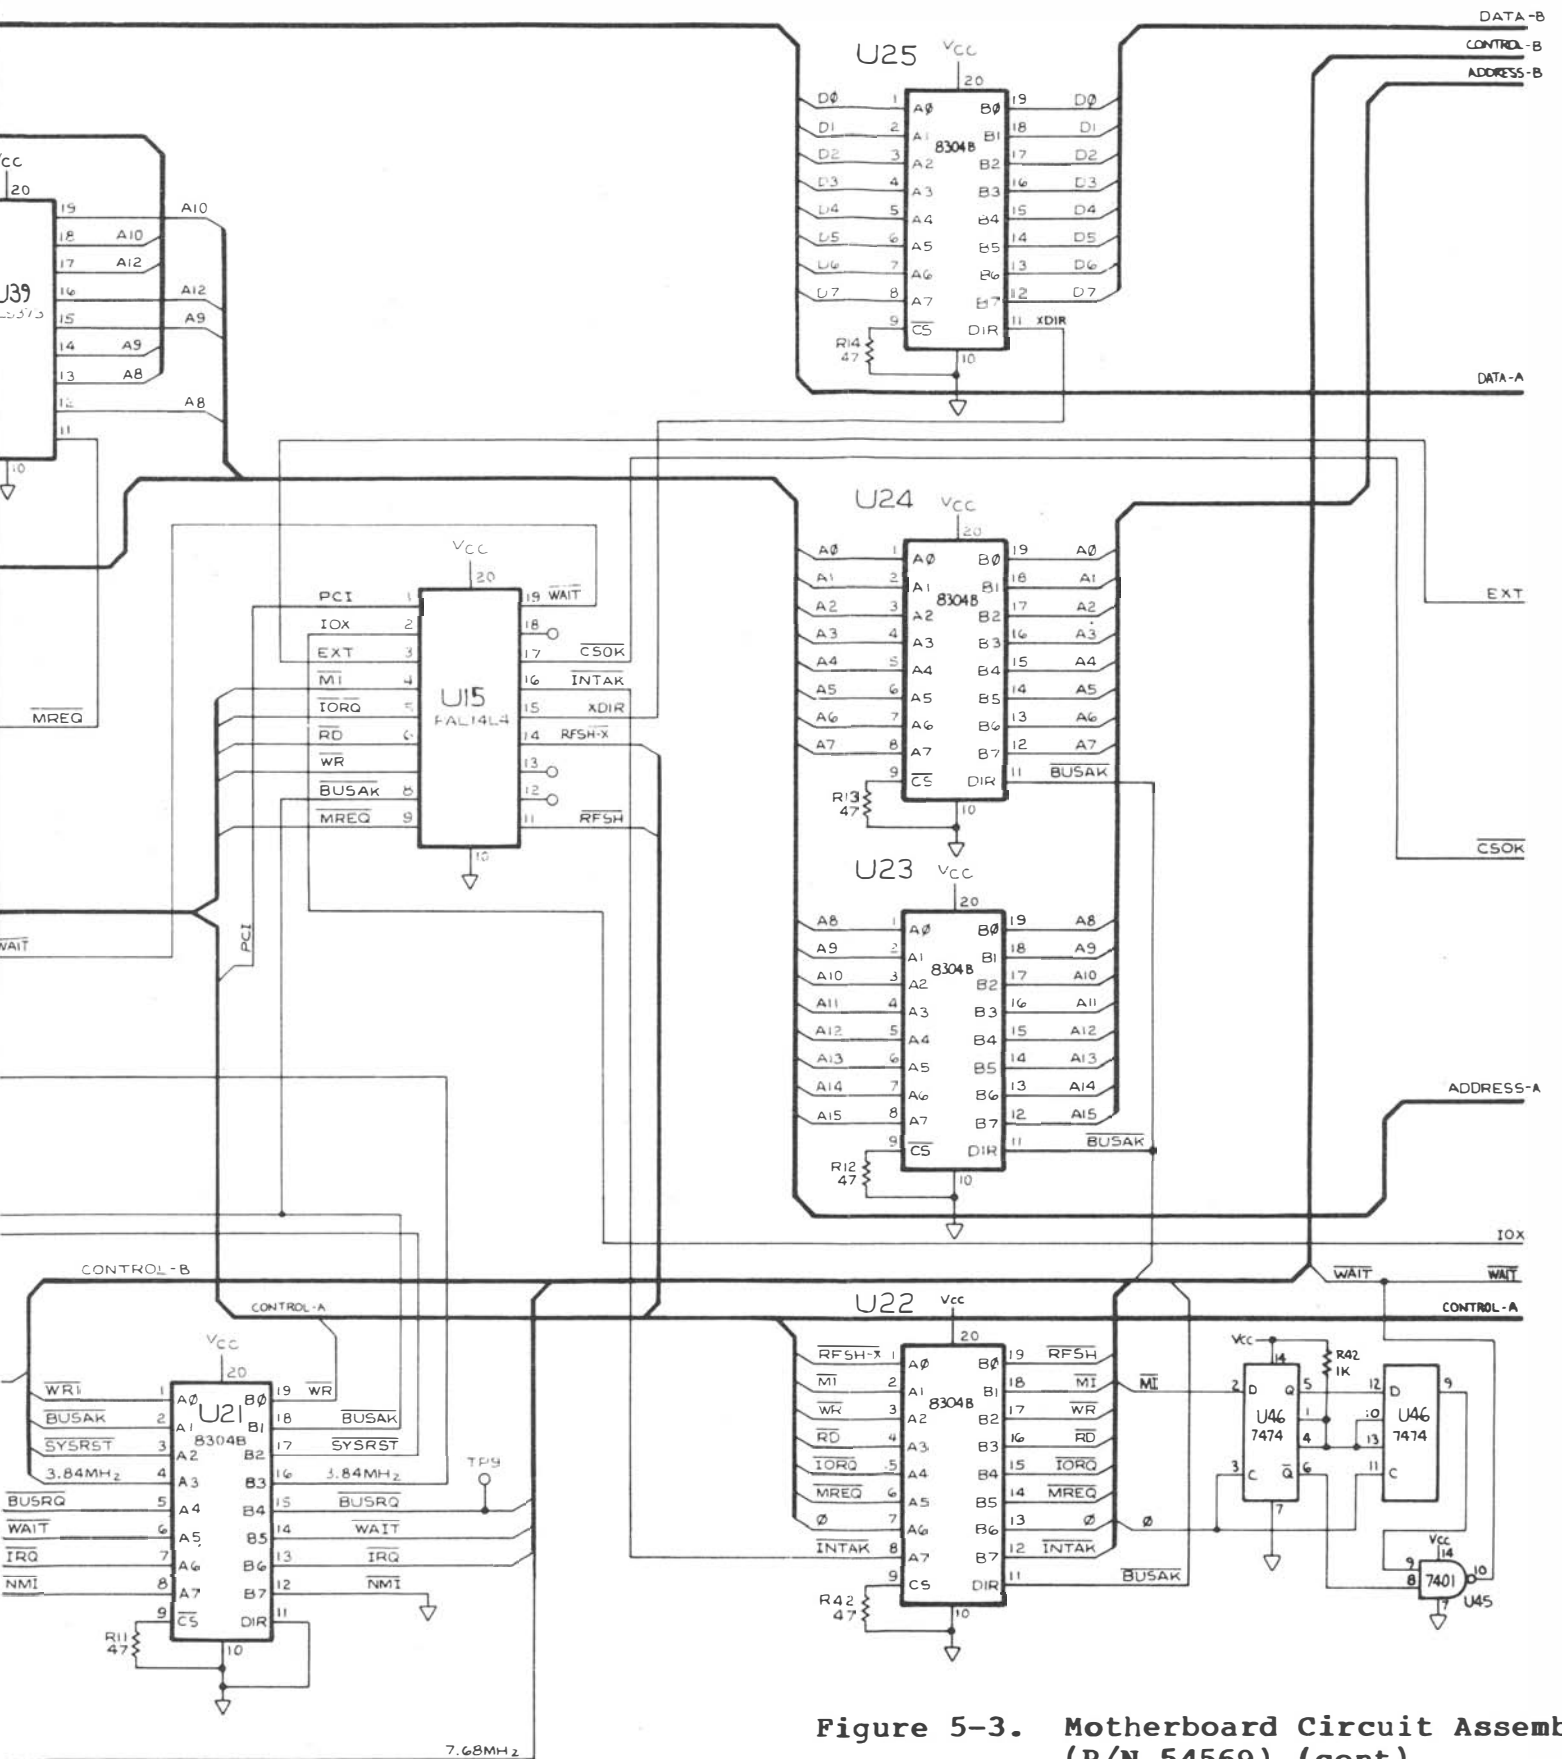 DATA-B
CONTROL-B
ADDRESS-B
U25
VCC
20
DØ 1 AØ BØ 19 DØ
D1 2 A1 B1 18 D1
8304B
D2 3 A2 B2 17 D2
D3 4 A3 B3 16 D3
D4 5 A4 B4 15 D4
D5 6 A5 B5 14 D5
D6 7 A6 B6 13 D6
D7 8 A7 B7 12 D7
9 CS DIR 11 XDIR
R14
47
10
DATA-A
20
19 A10
18 A10
17 A12
16 A12
U39
15 A9
14 A9
13 A8
12 A8
11
10
MREQ
WAIT
VCC
20
PCI 1 19 WAIT
IOX 2 18
EXT 3 17 CSOK
M1 4 16 INTAK
U15
PAL14L4
IORQ 5 15 XDIR
RD 6 14 RFSH-X
WR 13
BUSAK 8 12
MREQ 9 11 RFSH
10
PCI
U24
VCC
20
AØ 1 AØ BØ 19 AØ
A1 2 A1 B1 18 A1
8304B
A2 3 A2 B2 17 A2
A3 4 A3 B3 16 A3
A4 5 A4 B4 15 A4
A5 6 A5 B5 14 A5
A6 7 A6 B6 13 A6
A7 8 A7 B7 12 A7
9 CS DIR 11 BUSAK
R13
47
10
EXT
CSOK
U23
VCC
20
A8 1 AØ BØ 19 A8
A9 2 A1 B1 18 A9
8304B
A10 3 A2 B2 17 A10
A11 4 A3 B3 16 A11
A12 5 A4 B4 15 A12
A13 6 A5 B5 14 A13
A14 7 A6 B6 13 A14
A15 8 A7 B7 12 A15
9 CS DIR 11 BUSAK
R12
47
10
ADDRESS-A
IOX
WAIT WAIT
CONTROL-A
CONTROL-B
CONTROL-A
VCC
20
WR1 1 AØ BØ 19 WR
U21
8304B
BUSAK 2 A1 B1 18 BUSAK
SYSRST 3 A2 B2 17 SYSRST
3.84MHz 4 A3 B3 16 3.84MHz
TP9
BUSRQ 5 A4 B4 15 BUSRQ
WAIT 6 A5 B5 14 WAIT
IRQ 7 A6 B6 13 IRQ
NMI 8 A7 B7 12 NMI
9 CS DIR 11
R11
47
10
7.68MHz
U22
VCC
20
RFSH-X 1 AØ BØ 19 RFSH
M1 2 A1 B1 18 M1 M1
8304B
WR 3 A2 B2 17 WR
RD 4 A3 B3 16 RD
IORQ 5 A4 B4 15 IORQ
MREQ 6 A5 B5 14 MREQ
Ø 7 A6 B6 13 Ø Ø
INTAK 8 A7 B7 12 INTAK
9 CS DIR 11 BUSAK
R42
47
10
VCC
14
R42
1K
2 D Q 5
1
U46
7474
4
3 C Q 6
7
12 D 9
10
U46
7474
13
11 C
VCC
14
9
8
7401
10
U45
7
Figure 5-3. Motherboard Circuit Assemb
(P/N 54569) (cont)